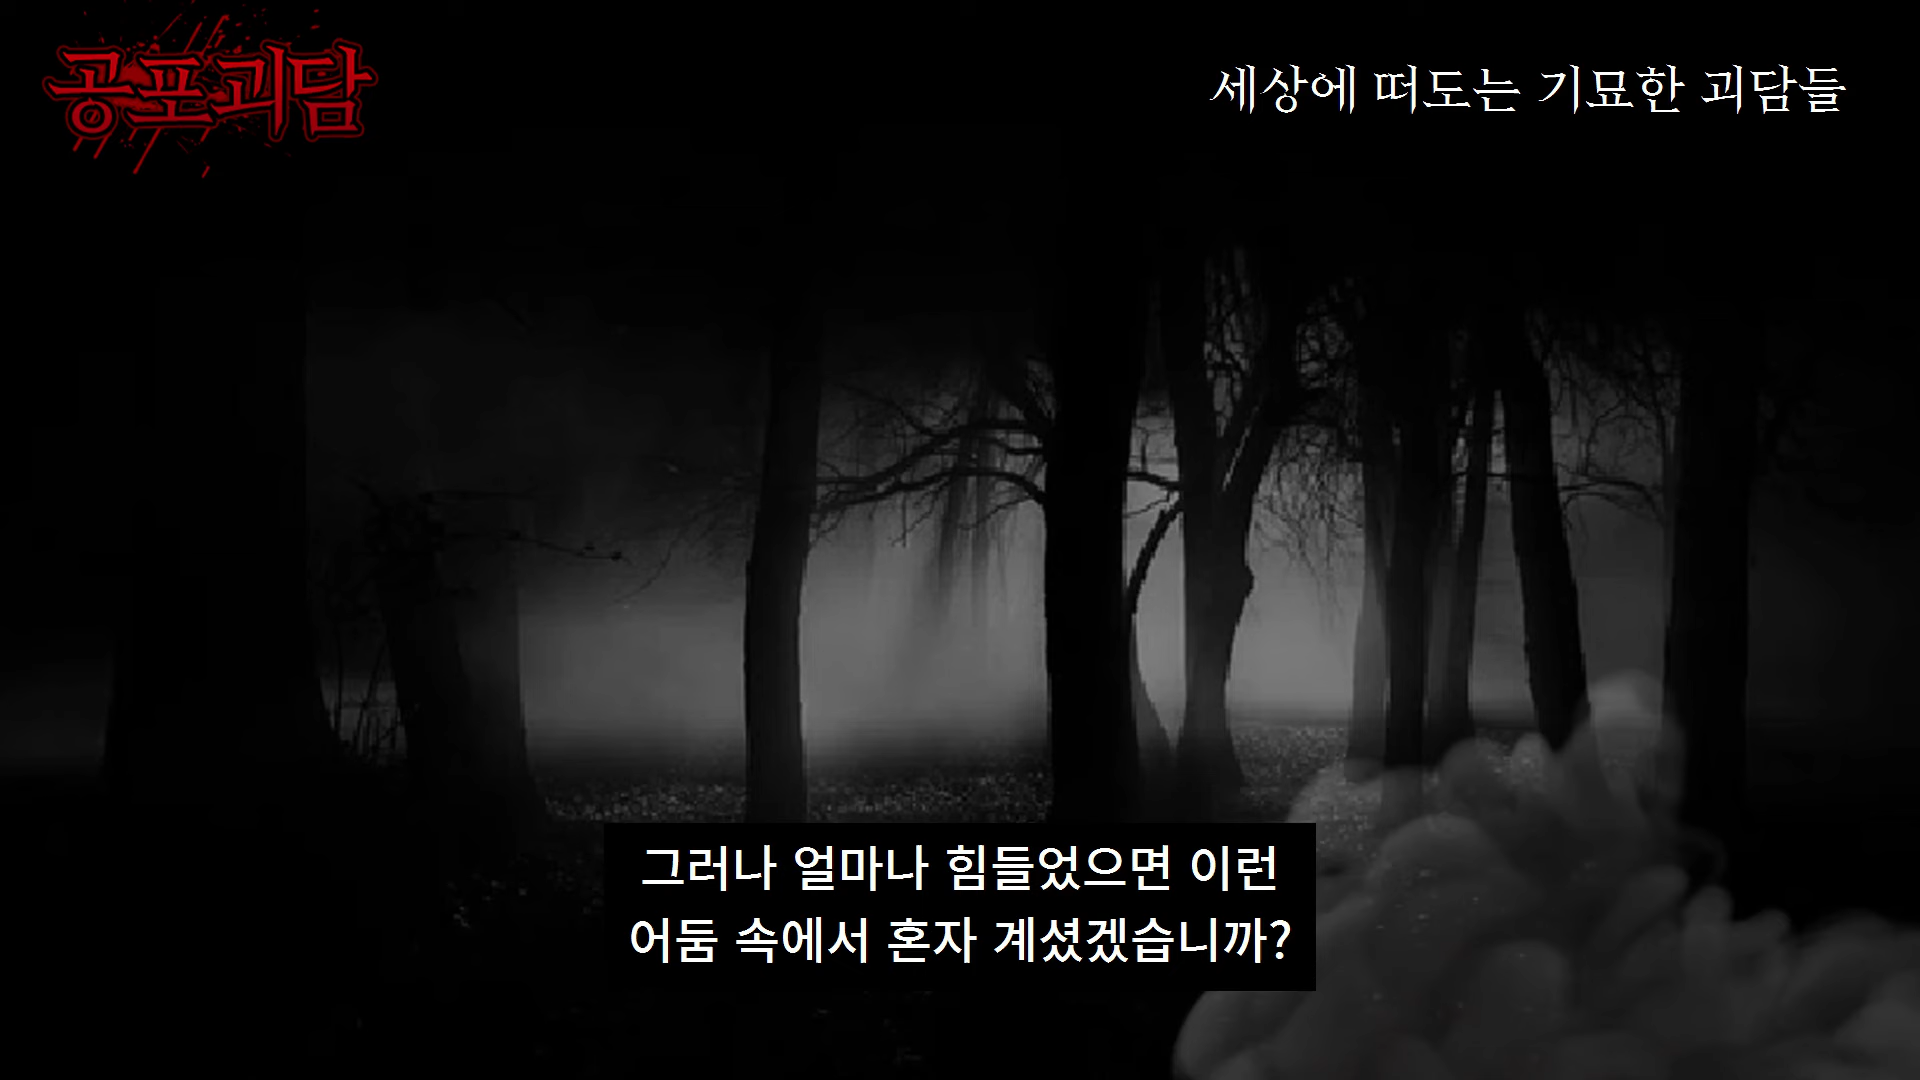 공포괴담
세상에 떠도는 기묘한 괴담들
그러나 얼마나 힘들었으면 이런
어둠 속에서 혼자 계셨겠습니까?